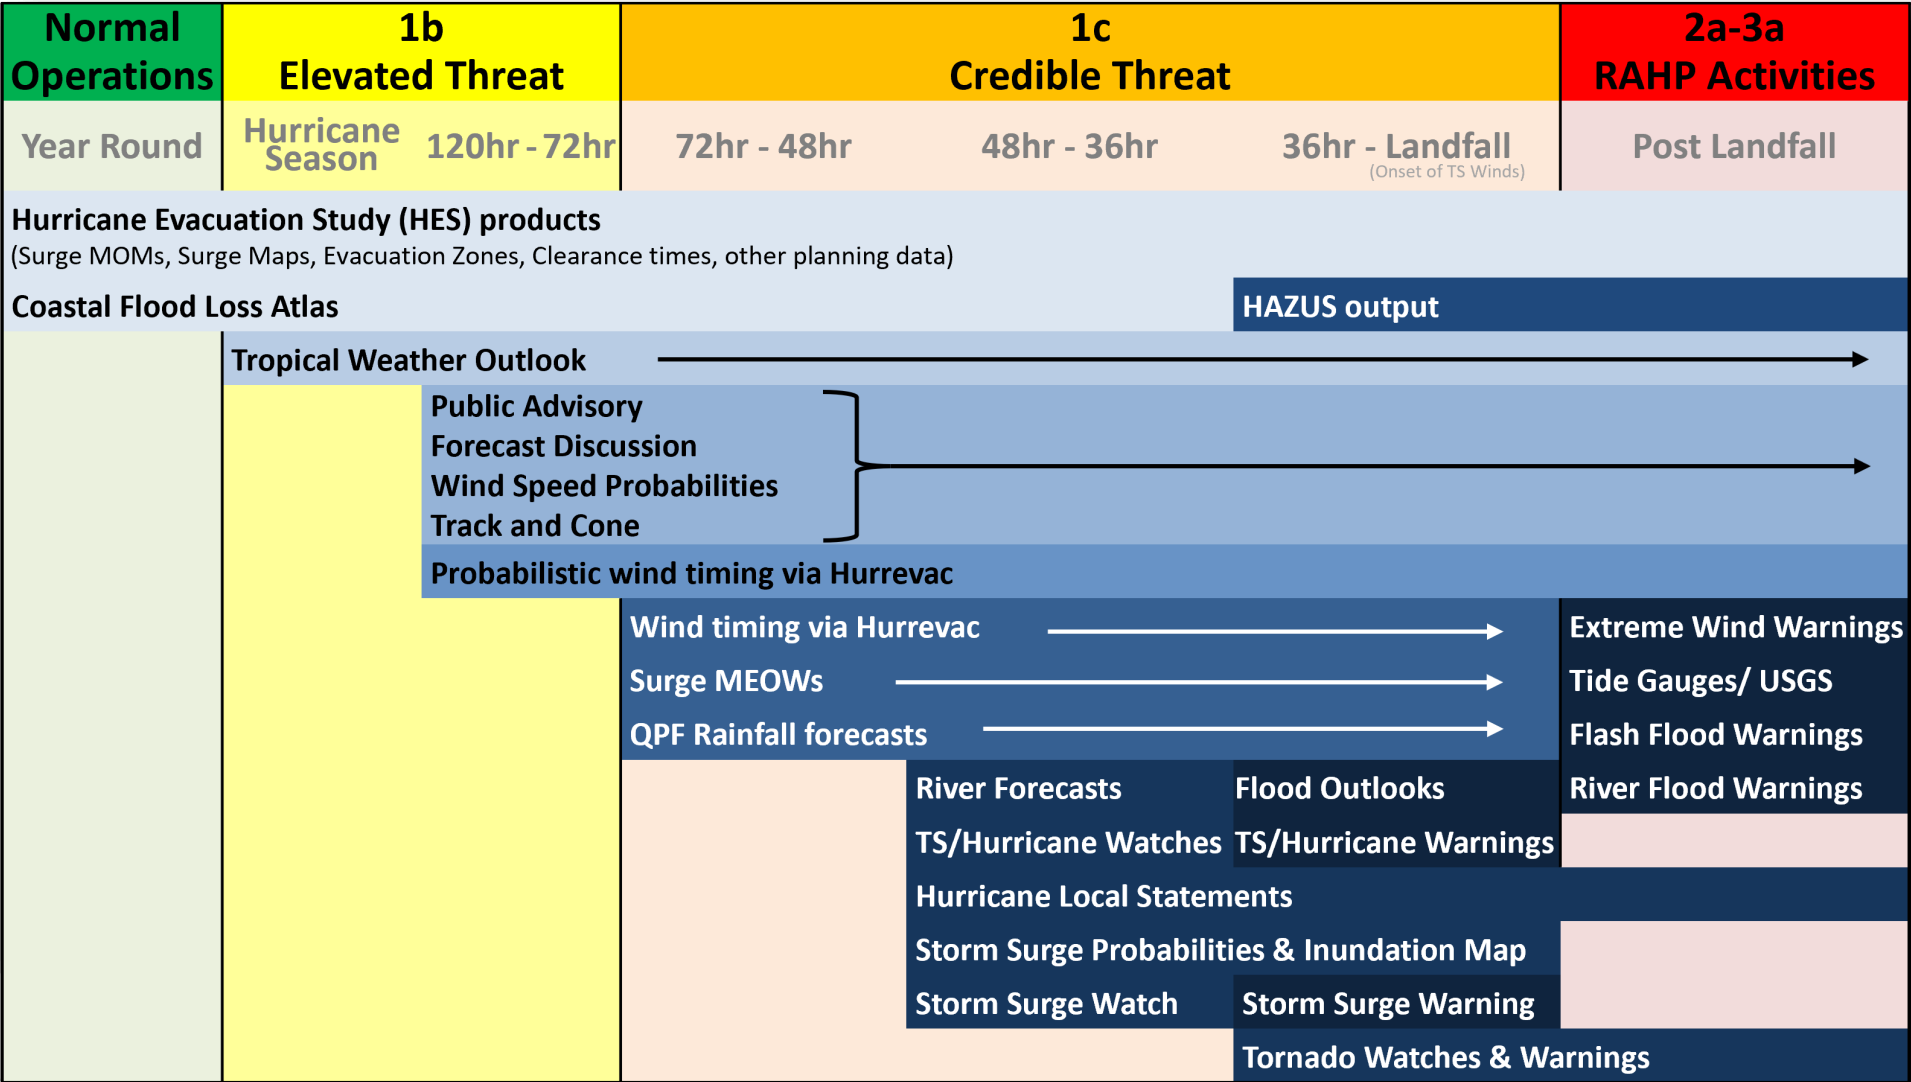 Normal
Operations
1b
Elevated Threat
1c
Credible Threat
2a-3a
RAHP Activities
Year Round
Hurricane
Season
120hr - 72hr
72hr - 48hr
48hr - 36hr
36hr - Landfall
(Onset of TS Winds)
Post Landfall
Hurricane Evacuation Study (HES) products
(Surge MOMs, Surge Maps, Evacuation Zones, Clearance times, other planning data)
Coastal Flood Loss Atlas
HAZUS output
Tropical Weather Outlook
Public Advisory
Forecast Discussion
Wind Speed Probabilities
Track and Cone
Probabilistic wind timing via Hurrevac
Wind timing via Hurrevac
Extreme Wind Warnings
Surge MEOWs
Tide Gauges/ USGS
QPF Rainfall forecasts
Flash Flood Warnings
River Forecasts
Flood Outlooks
River Flood Warnings
TS/Hurricane Watches
TS/Hurricane Warnings
Hurricane Local Statements
Storm Surge Probabilities & Inundation Map
Storm Surge Watch
Storm Surge Warning
Tornado Watches & Warnings